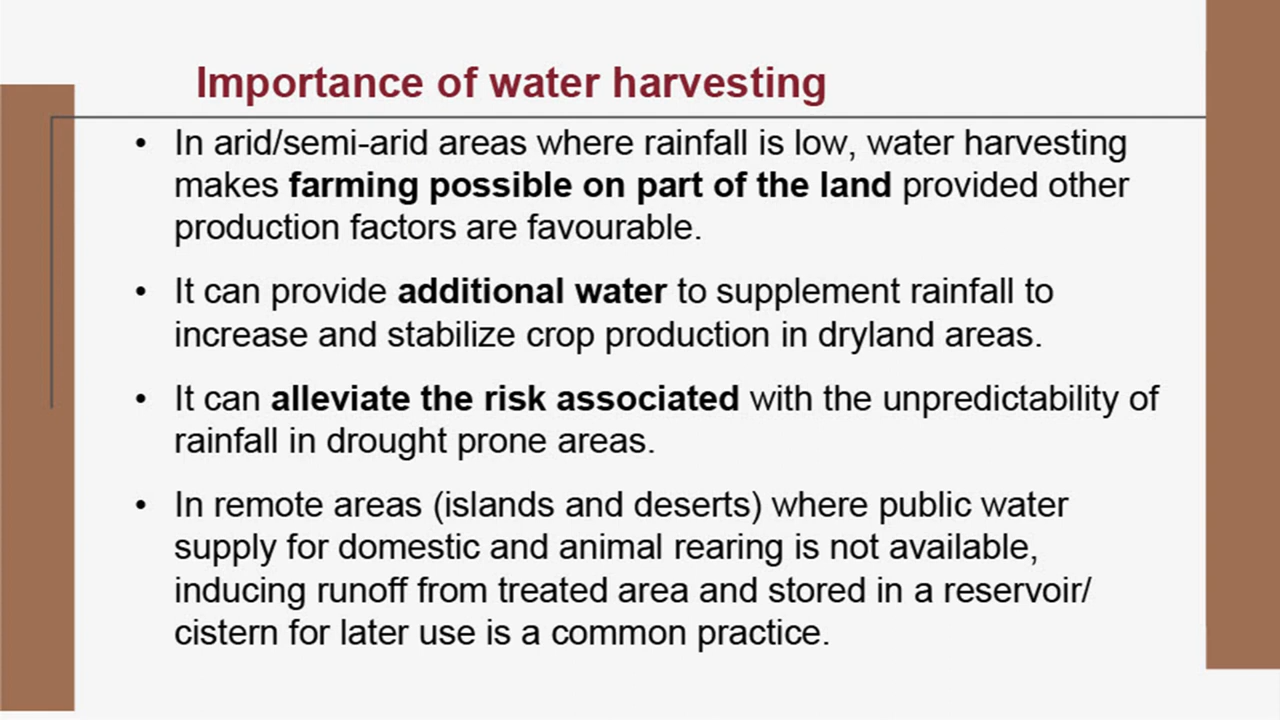 Importance of water harvesting
• In arid/semi-arid areas where rainfall is low, water harvesting
makes farming possible on part of the land provided other
production factors are favourable.
• It can provide additional water to supplement rainfall to
increase and stabilize crop production in dryland areas.
• It can alleviate the risk associated with the unpredictability of
rainfall in drought prone areas.
• In remote areas (islands and deserts) where public water
supply for domestic and animal rearing is not available,
inducing runoff from treated area and stored in a reservoir/
cistern for later use is a common practice.